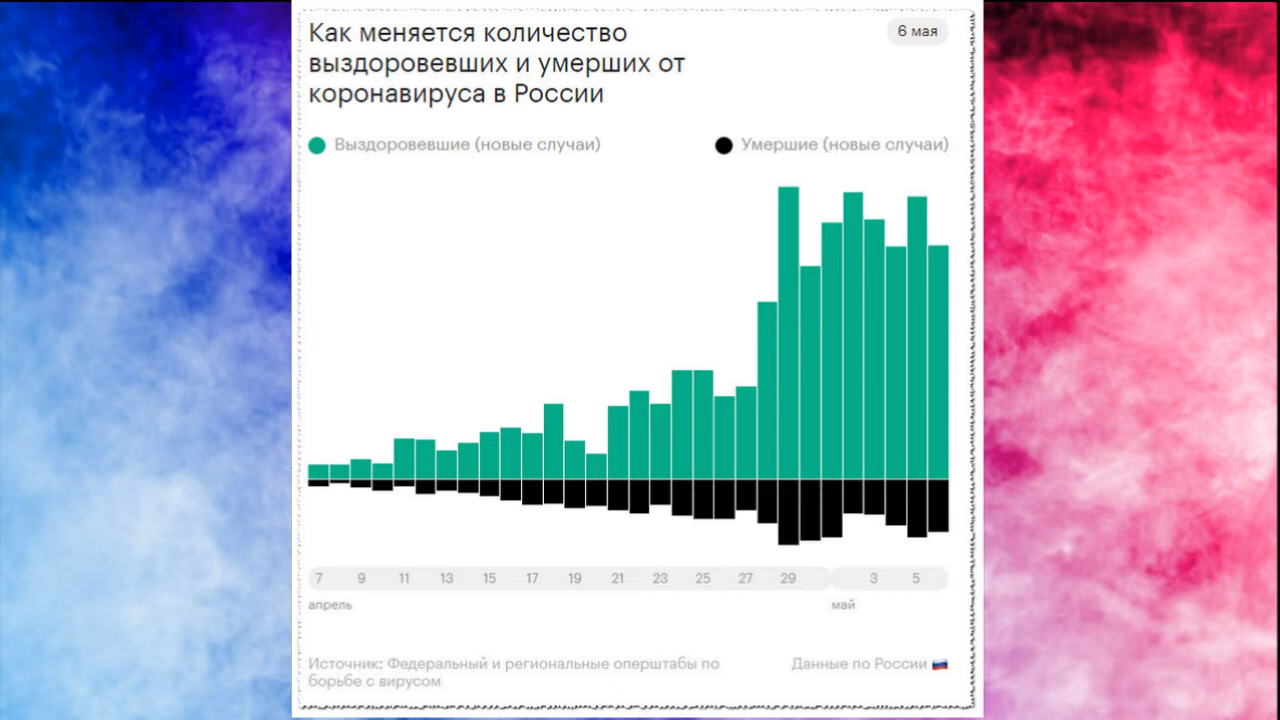 Как меняется количество
выздоровевших и умерших от
коронавируса в России
6 мая
Выздоровевшие (новые случаи)
Умершие (новые случаи)
7 9 11 13 15 17 19 21 23 25 27 29 3 5
апрель май
Источник: Федеральный и региональные оперштабы по
борьбе с вирусом
Данные по России